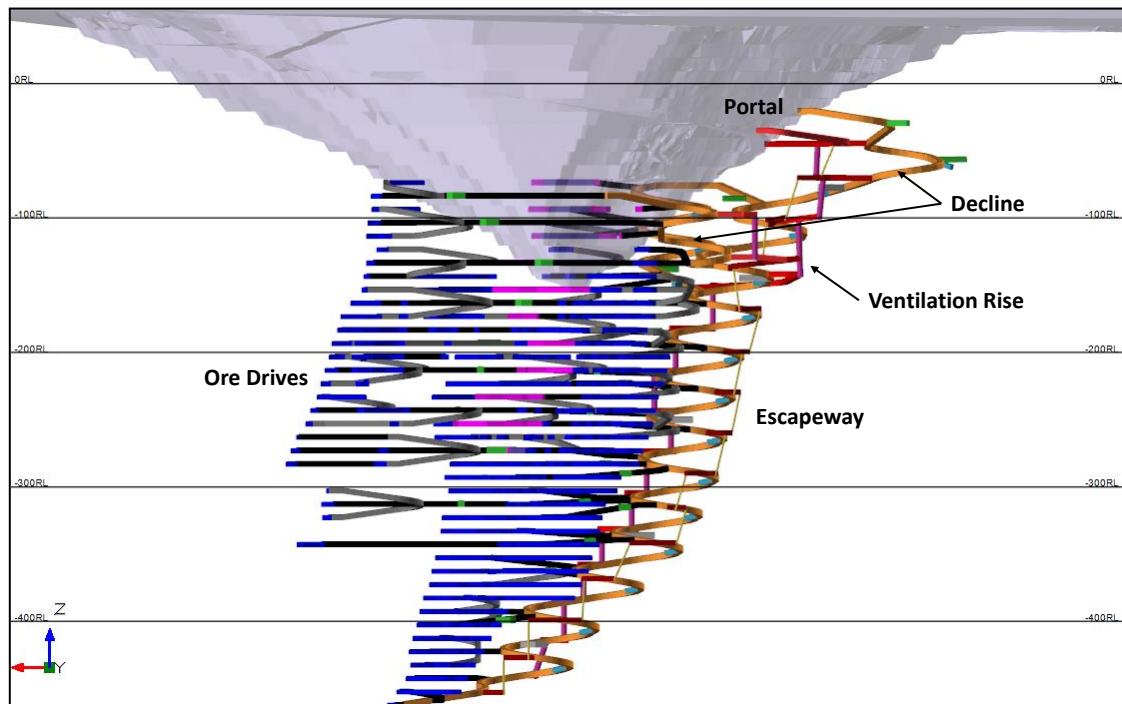 0RL
0RL
Portal
Decline
-100RL
-100RL
Ventilation Rise
-200RL
-200RL
Ore Drives
Escapeway
-300RL
-300RL
-400RL
-400RL
Z
Y